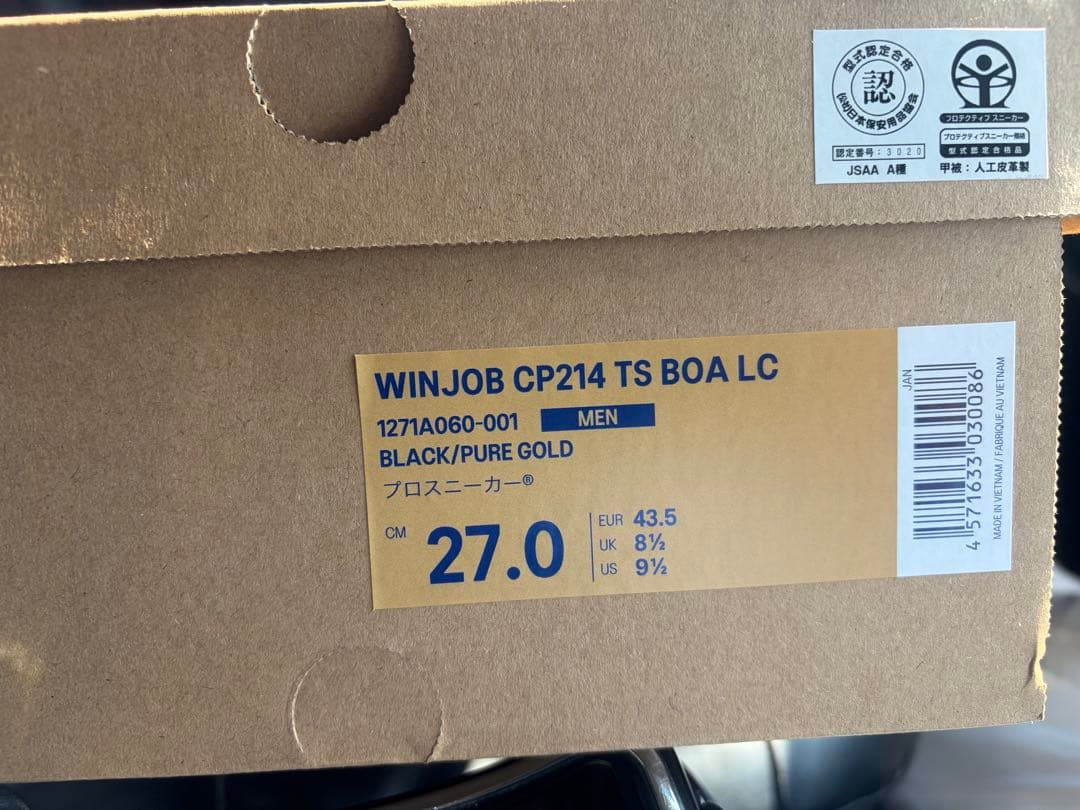 型式認定合格
認
(公社)日本保安用品協会
認定番号:3020
JSAA A種
プロテクティブ スニーカー
プロテクティブスニーカー規格
型式認定合格品
甲被:人工皮革製
WINJOB CP214 TS BOA LC
1271A060-001 MEN
BLACK/PURE GOLD
プロスニーカー®
CM 27.0
EUR 43.5
UK 8½
US 9½
JAN
4 571633 030086
MADE IN VIETNAM / FABRIQUE AU VIETNAM